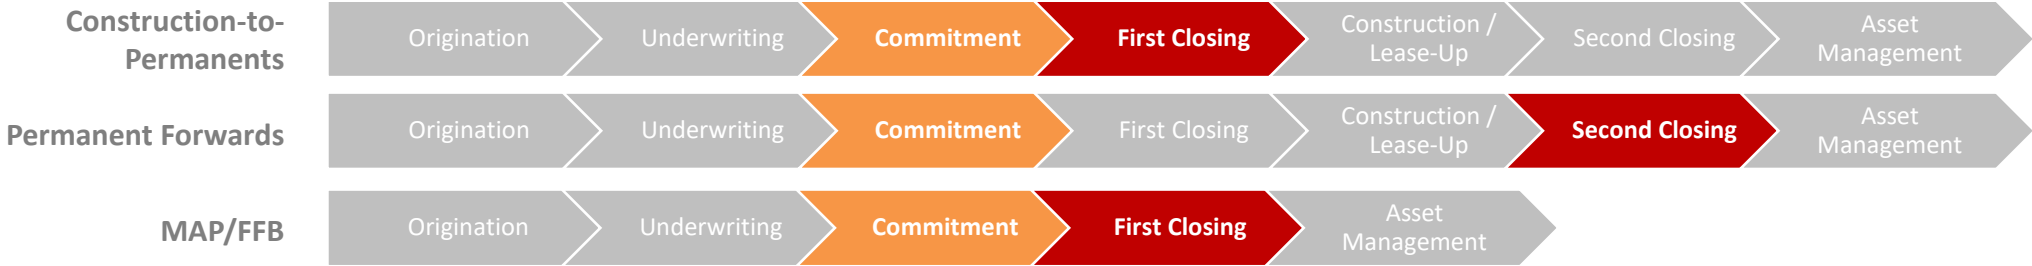 Construction-to-
Permanents
Origination
Underwriting
Commitment
First Closing
Construction /
Lease-Up
Second Closing
Asset
Management
Permanent Forwards
Origination
Underwriting
Commitment
First Closing
Construction /
Lease-Up
Second Closing
Asset
Management
MAP/FFB
Origination
Underwriting
Commitment
First Closing
Asset
Management